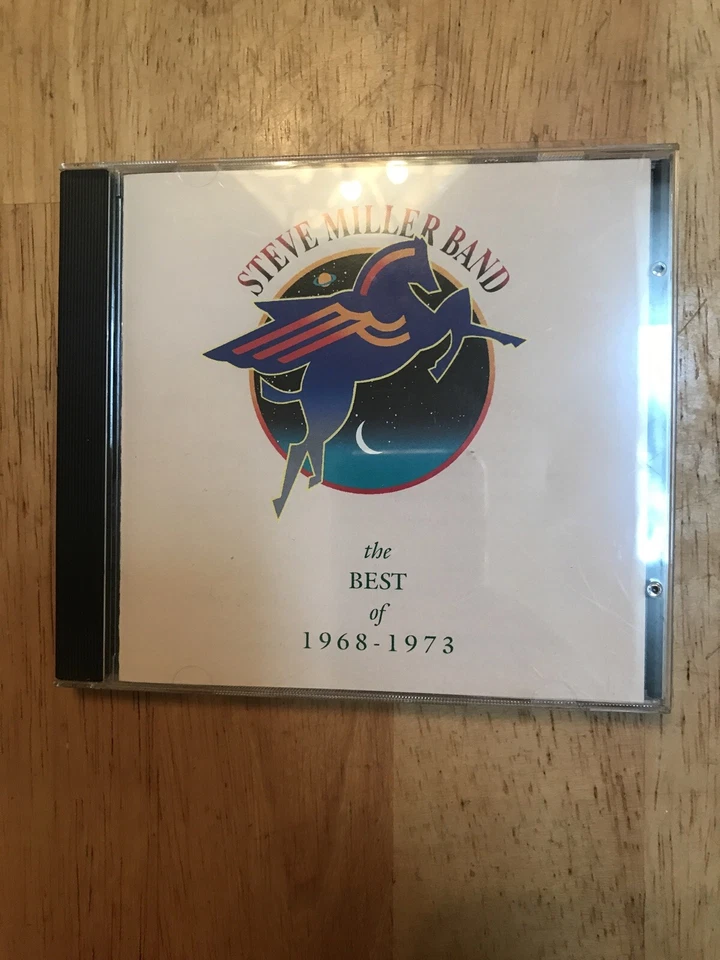 STEVE MILLER BAND
the
BEST
of
1968-1973